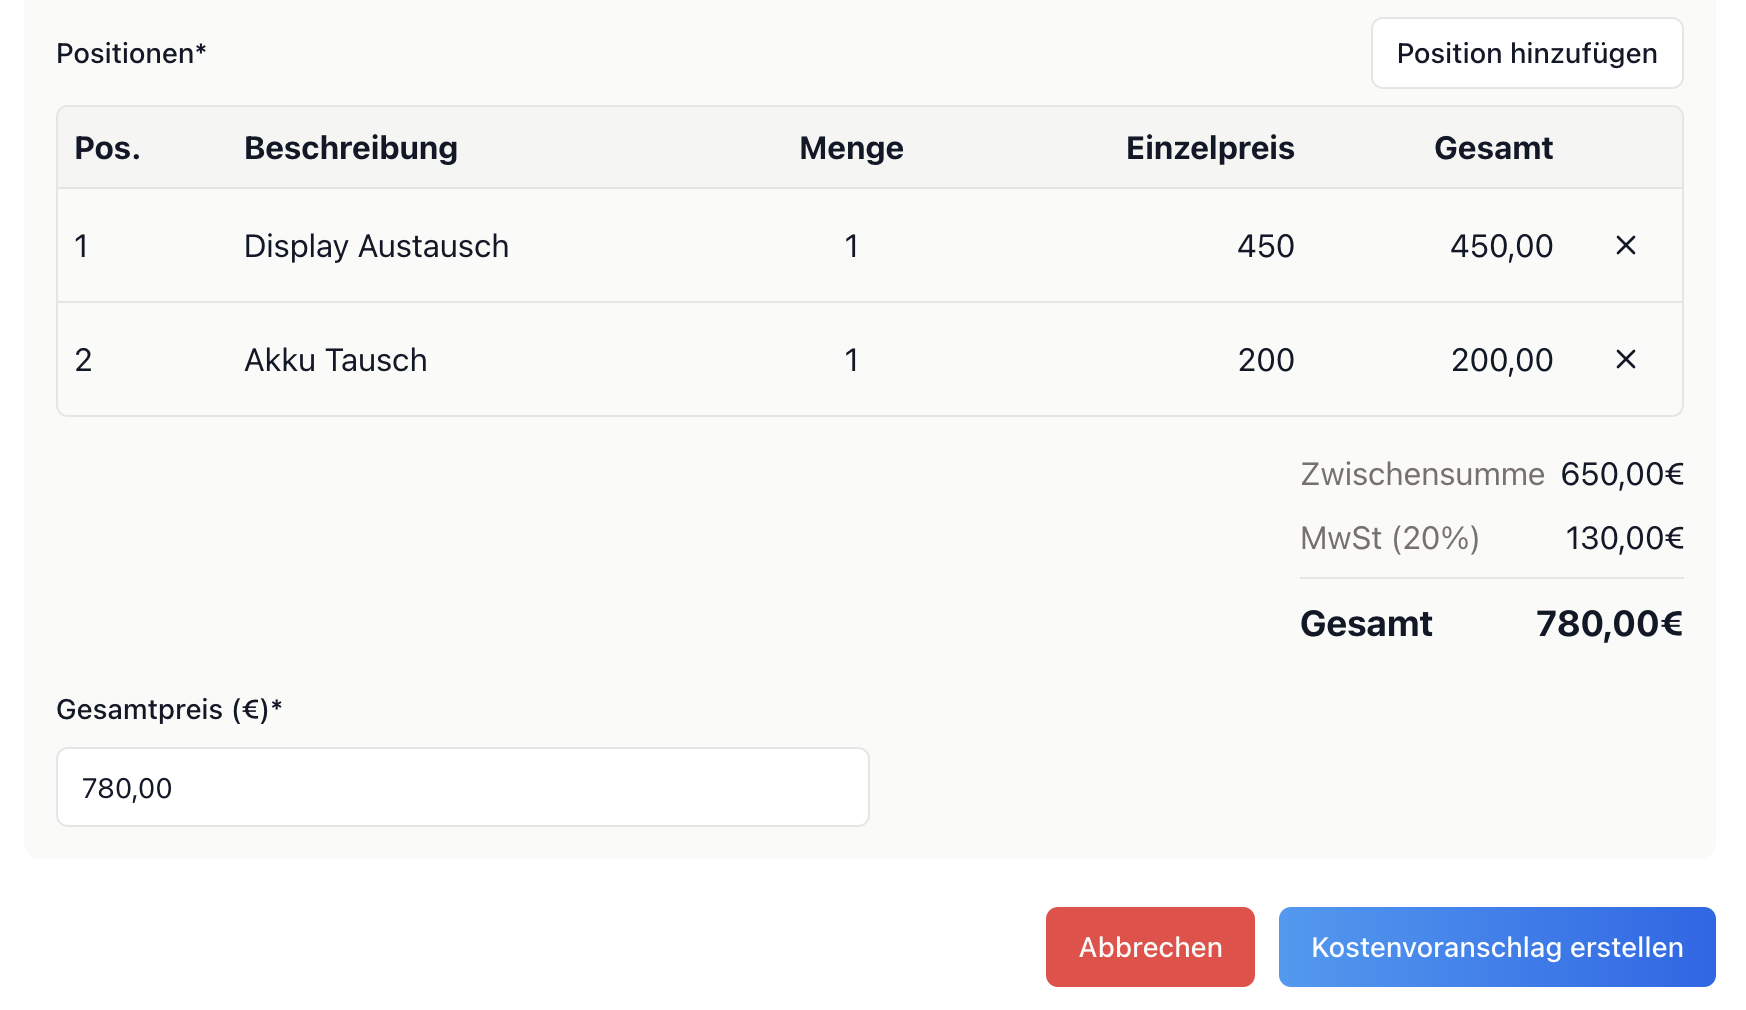 Positionen*
Position hinzufügen
Pos. Beschreibung Menge Einzelpreis Gesamt
1 Display Austausch 1 450 450,00 ×
2 Akku Tausch 1 200 200,00 ×
Zwischensumme 650,00€
MwSt (20%) 130,00€
Gesamt 780,00€
Gesamtpreis (€)*
780,00
Abbrechen Kostenvoranschlag erstellen